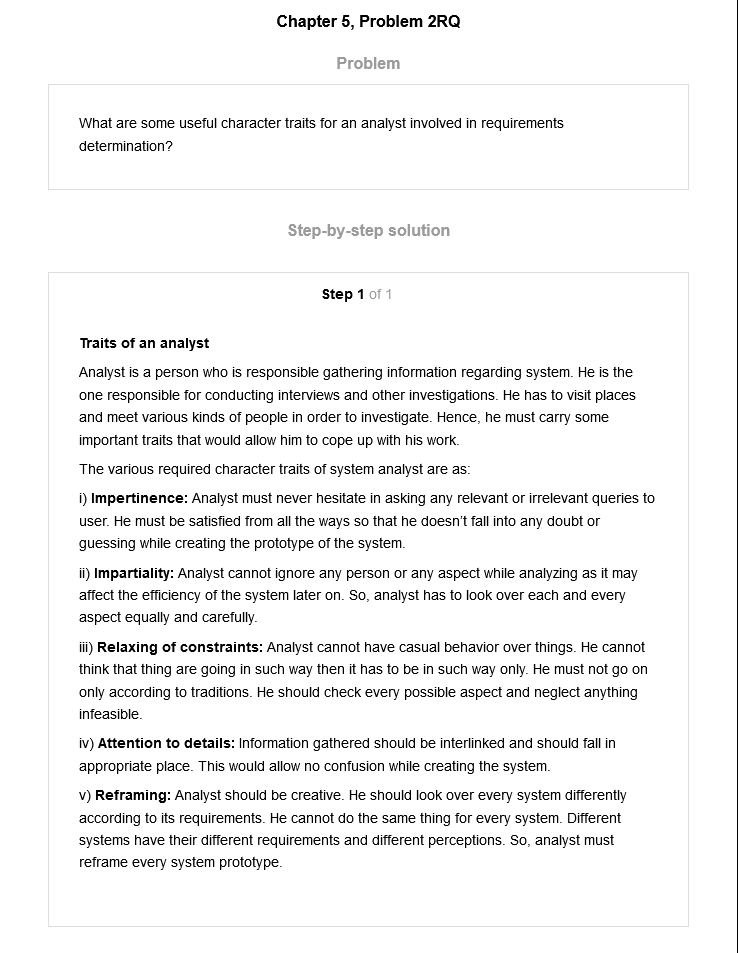 Chapter 5, Problem 2RQ
Problem
What are some useful character traits for an analyst involved in requirements
determination?
Step-by-step solution
Step 1 of 1
Traits of an analyst
Analyst is a person who is responsible gathering information regarding system. He is the
one responsible for conducting interviews and other investigations. He has to visit places
and meet various kinds of people in order to investigate. Hence, he must carry some
important traits that would allow him to cope up with his work.
The various required character traits of system analyst are as:
i) Impertinence: Analyst must never hesitate in asking any relevant or irrelevant queries to
user. He must be satisfied from all the ways so that he doesn't fall into any doubt or
guessing while creating the prototype of the system.
ii) Impartiality: Analyst cannot ignore any person or any aspect while analyzing as it may
affect the efficiency of the system later on. So, analyst has to look over each and every
aspect equally and carefully.
iii) Relaxing of constraints: Analyst cannot have casual behavior over things. He cannot
think that thing are going in such way then it has to be in such way only. He must not go on
only according to traditions. He should check every possible aspect and neglect anything
infeasible.
iv) Attention to details: Information gathered should be interlinked and should fall in
appropriate place. This would allow no confusion while creating the system.
v) Reframing: Analyst should be creative. He should look over every system differently
according to its requirements. He cannot do the same thing for every system. Different
systems have their different requirements and different perceptions. So, analyst must
reframe every system prototype.